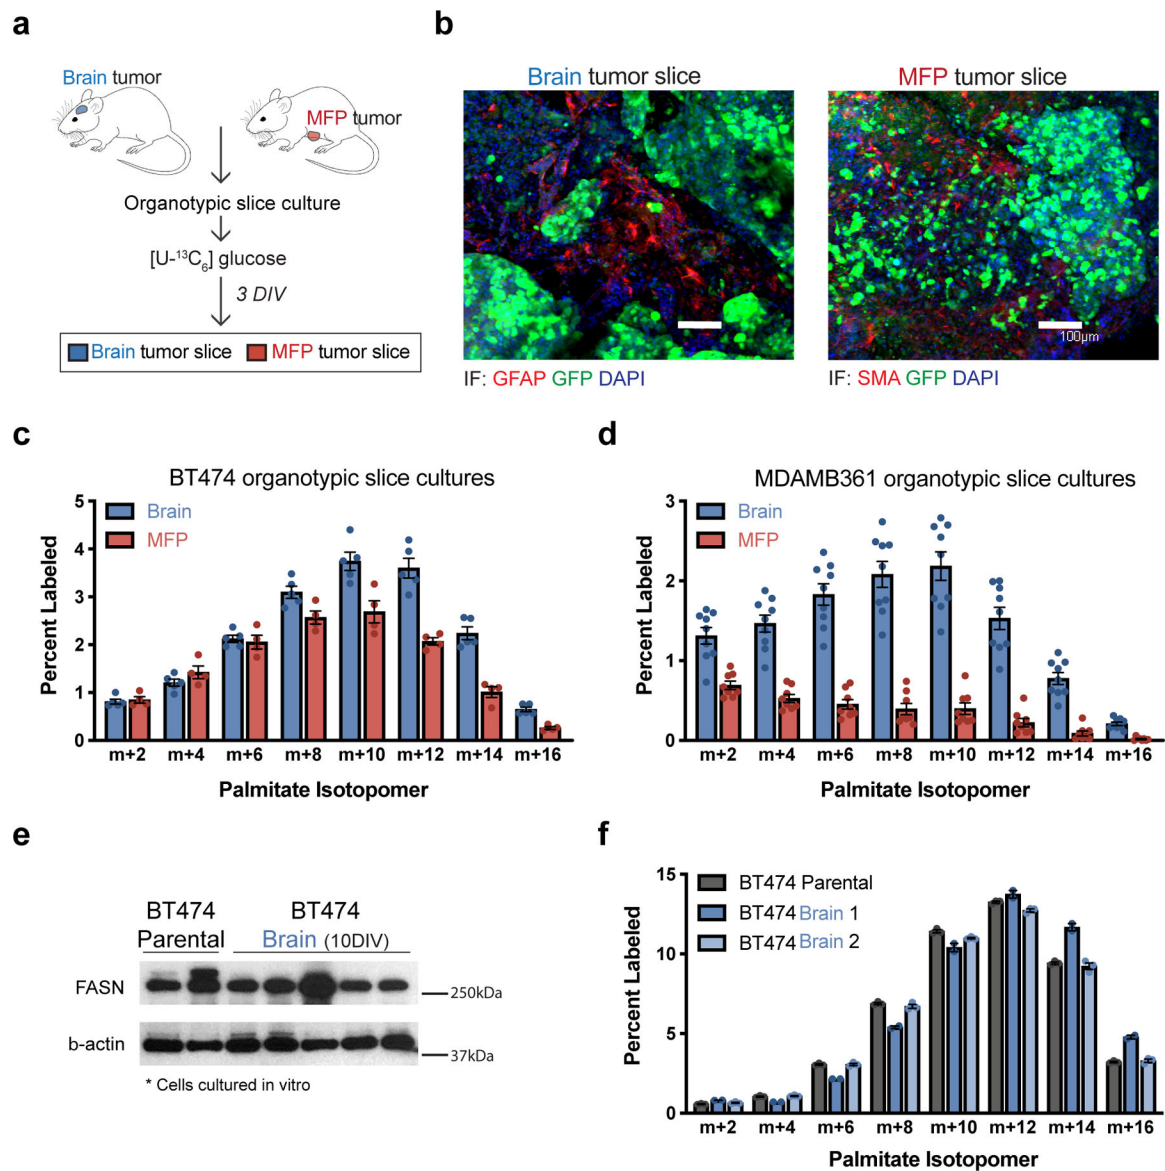 a
Brain tumor
MFP tumor
Organotypic slice culture
[U-¹³C₆] glucose
3 DIV
Brain tumor slice
MFP tumor slice
b
Brain tumor slice
MFP tumor slice
100μm
IF: GFAP GFP DAPI
IF: SMA GFP DAPI
c
BT474 organotypic slice cultures
Brain
MFP
Percent Labeled
5
4
3
2
1
0
m+2 m+4 m+6 m+8 m+10 m+12 m+14 m+16
Palmitate Isotopomer
d
MDAMB361 organotypic slice cultures
Brain
MFP
Percent Labeled
3
2
1
0
m+2 m+4 m+6 m+8 m+10 m+12 m+14 m+16
Palmitate Isotopomer
e
BT474
Parental
BT474
Brain (10DIV)
FASN
250kDa
b-actin
37kDa
* Cells cultured in vitro
f
BT474 Parental
BT474 Brain 1
BT474 Brain 2
Percent Labeled
15
10
5
0
m+2 m+4 m+6 m+8 m+10 m+12 m+14 m+16
Palmitate Isotopomer